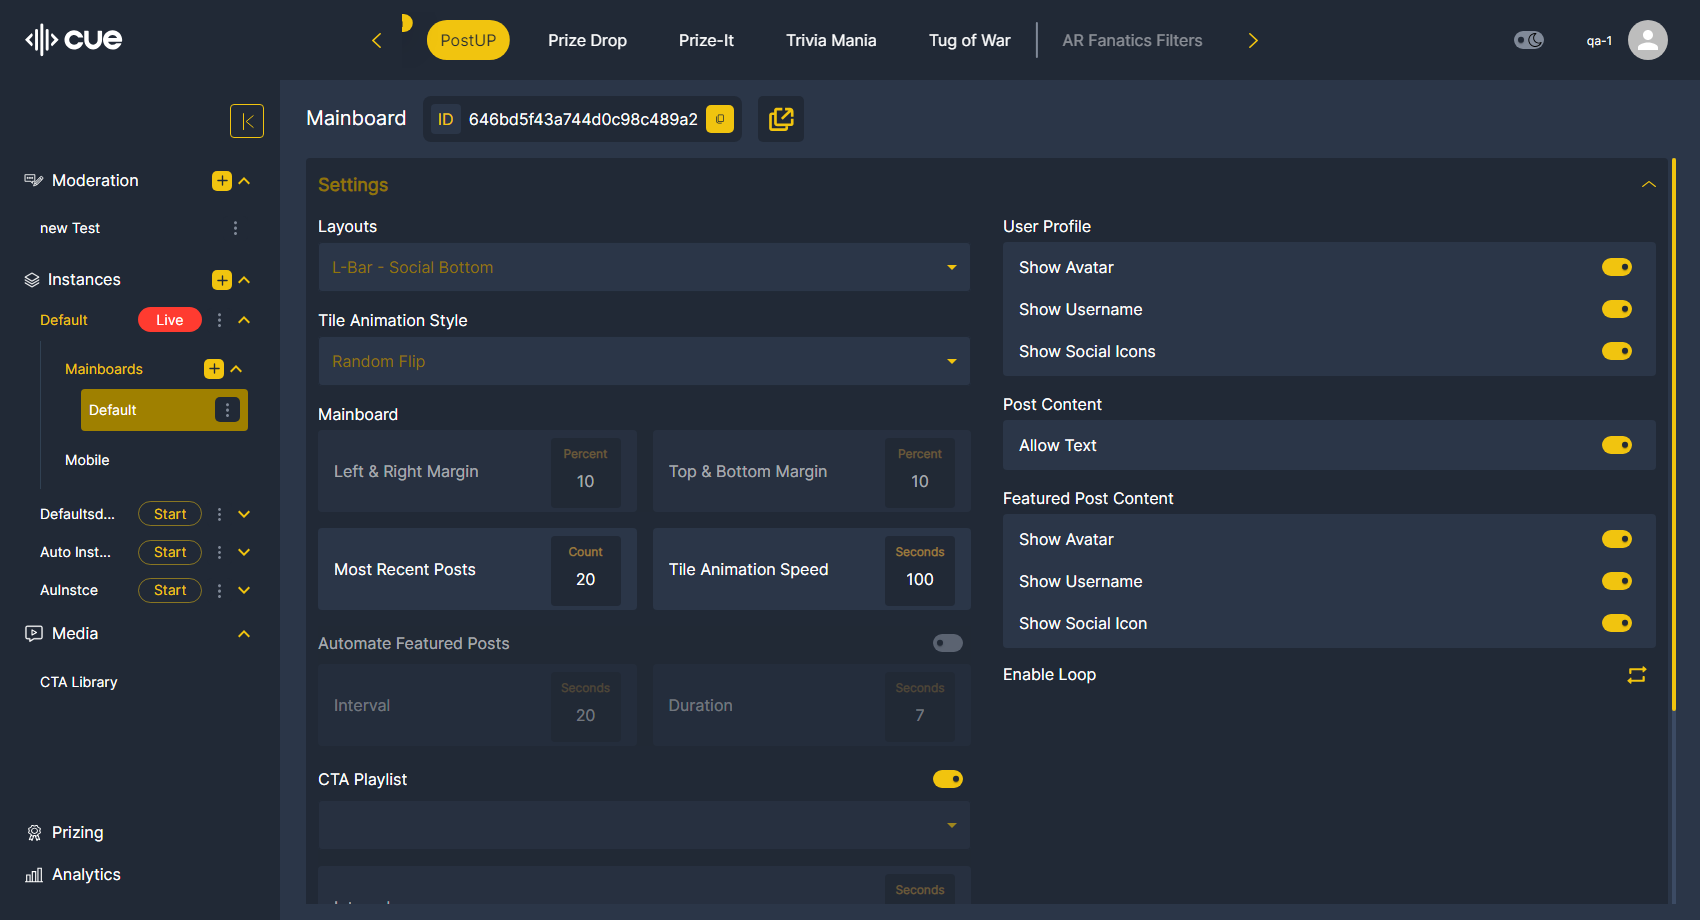 cue
PostUP
Prize Drop
Prize-It
Trivia Mania
Tug of War
AR Fanatics Filters
qa-1
Mainboard
ID 646bd5f43a744d0c98c489a2
Moderation
new Test
Instances
Default
Live
Mainboards
Default
Mobile
Defaultsd...
Start
Auto Inst...
Start
AuInstce
Start
Media
CTA Library
Prizing
Analytics
Settings
Layouts
L-Bar - Social Bottom
Tile Animation Style
Random Flip
Mainboard
Left & Right Margin
Percent
10
Top & Bottom Margin
Percent
10
Most Recent Posts
Count
20
Tile Animation Speed
Seconds
100
Automate Featured Posts
Interval
Seconds
20
Duration
Seconds
7
CTA Playlist
Seconds
User Profile
Show Avatar
Show Username
Show Social Icons
Post Content
Allow Text
Featured Post Content
Show Avatar
Show Username
Show Social Icon
Enable Loop